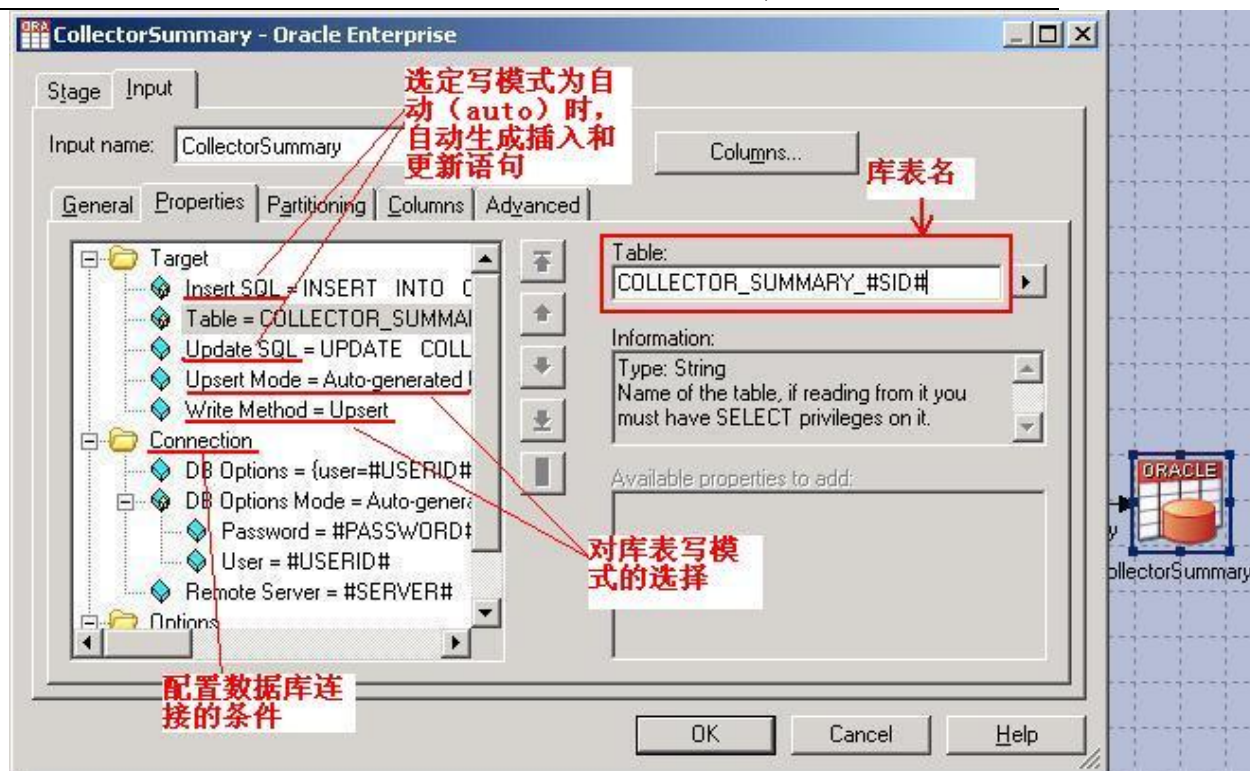 CollectorSummary - Oracle Enterprise
Stage
Input
选定写模式为自
动（auto）时，
自动生成插入和
更新语句
Input name:
CollectorSummary
Columns...
库表名
General
Properties
Partitioning
Columns
Advanced
Target
Insert SQL = INSERT INTO C
Table = COLLECTOR_SUMMAI
Update SQL = UPDATE COLL
Upsert Mode = Auto-generated
Write Method = Upsert
Connection
DB Options = {user=#USERID#
DB Options Mode = Auto-genera
Password = #PASSWORD#
User = #USERID#
Remote Server = #SERVER#
Options
Table:
COLLECTOR_SUMMARY_#SID#
Information:
Type: String
Name of the table, if reading from it you
must have SELECT privileges on it.
Available properties to add:
对库表写模
式的选择
配置数据库连
接的条件
OK
Cancel
Help
ORACLE
y
ollectorSummary